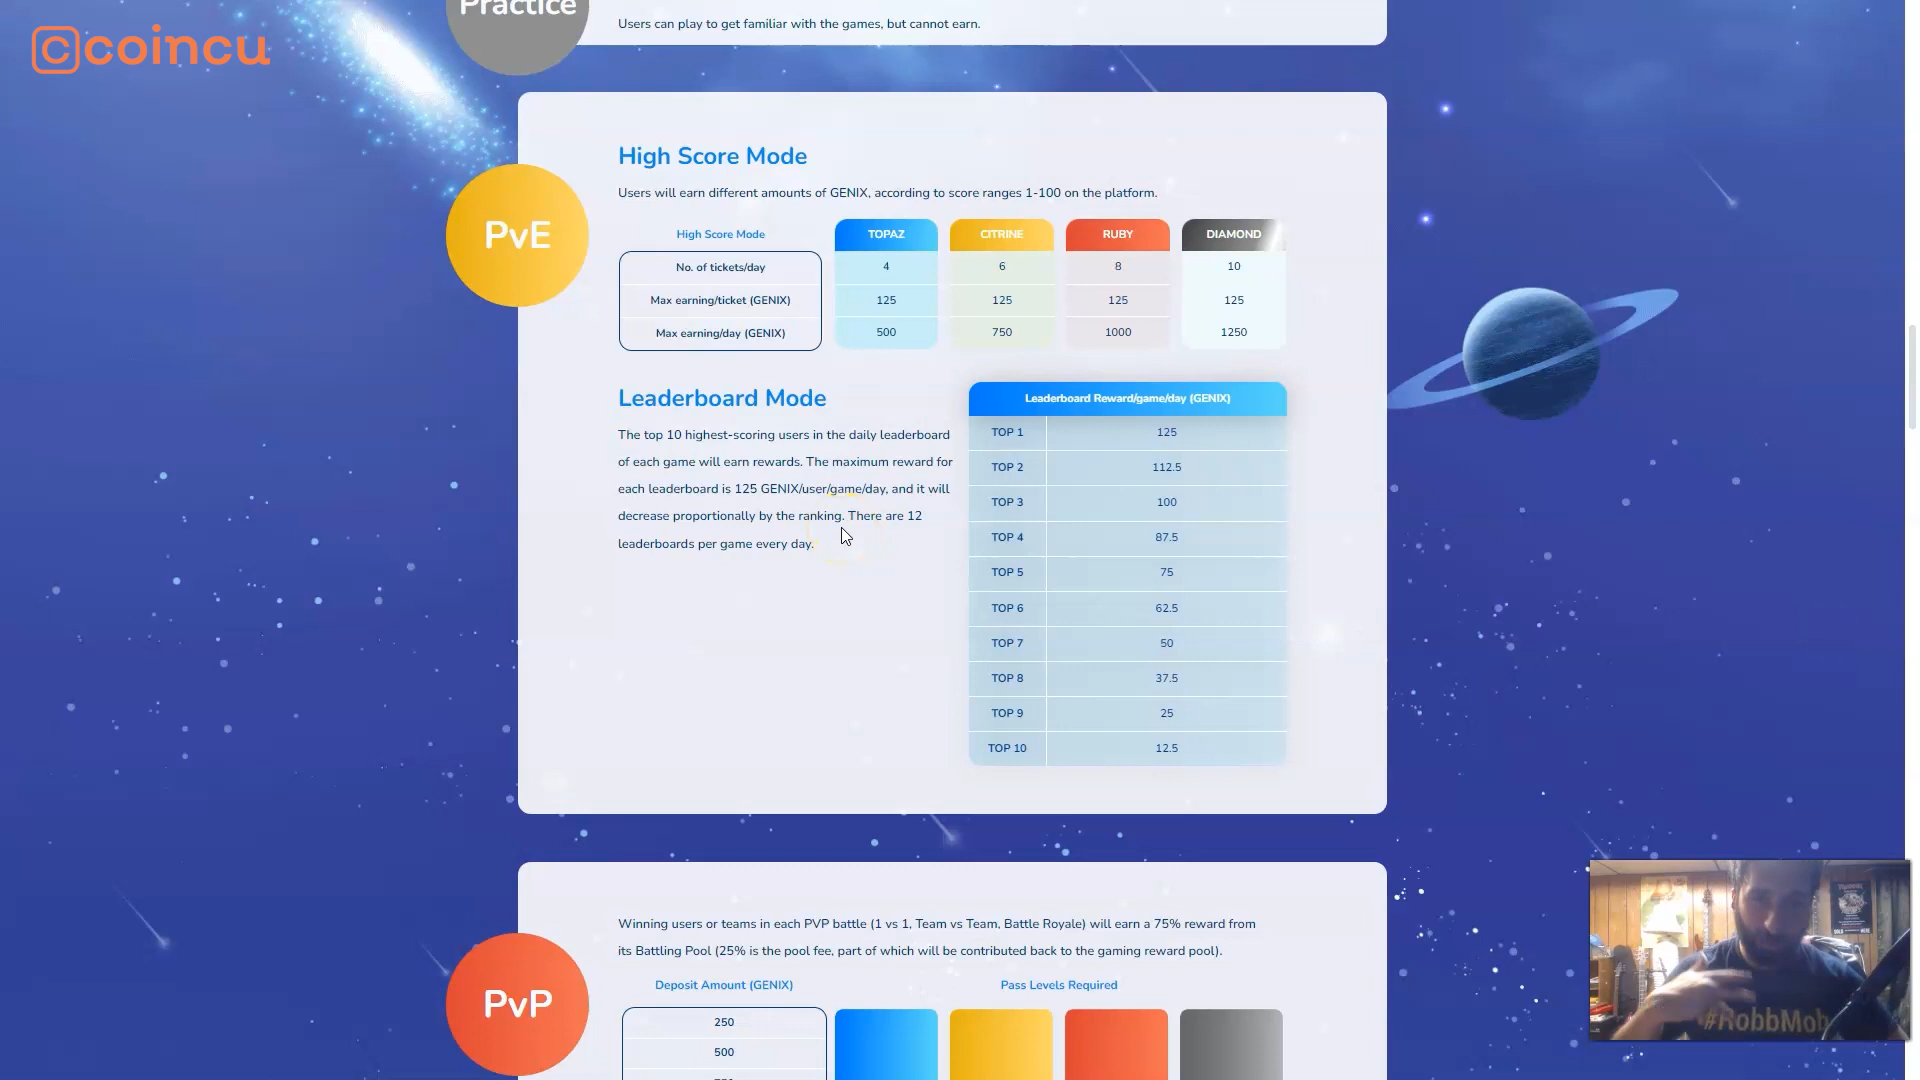 Practice
Users can play to get familiar with the games, but cannot earn.
©coincu
High Score Mode
Users will earn different amounts of GENIX, according to score ranges 1-100 on the platform.
PvE
High Score Mode TOPAZ CITRINE RUBY DIAMOND
No. of tickets/day 4 6 8 10
Max earning/ticket (GENIX) 125 125 125 125
Max earning/day (GENIX) 500 750 1000 1250
Leaderboard Mode
The top 10 highest-scoring users in the daily leaderboard
of each game will earn rewards. The maximum reward for
each leaderboard is 125 GENIX/user/game/day, and it will
decrease proportionally by the ranking. There are 12
leaderboards per game every day.
Leaderboard Reward/game/day (GENIX)
TOP 1 125
TOP 2 112.5
TOP 3 100
TOP 4 87.5
TOP 5 75
TOP 6 62.5
TOP 7 50
TOP 8 37.5
TOP 9 25
TOP 10 12.5
Winning users or teams in each PVP battle (1 vs 1, Team vs Team, Battle Royale) will earn a 75% reward from
its Battling Pool (25% is the pool fee, part of which will be contributed back to the gaming reward pool).
PvP
Deposit Amount (GENIX) Pass Levels Required
250
500
#RobbMob